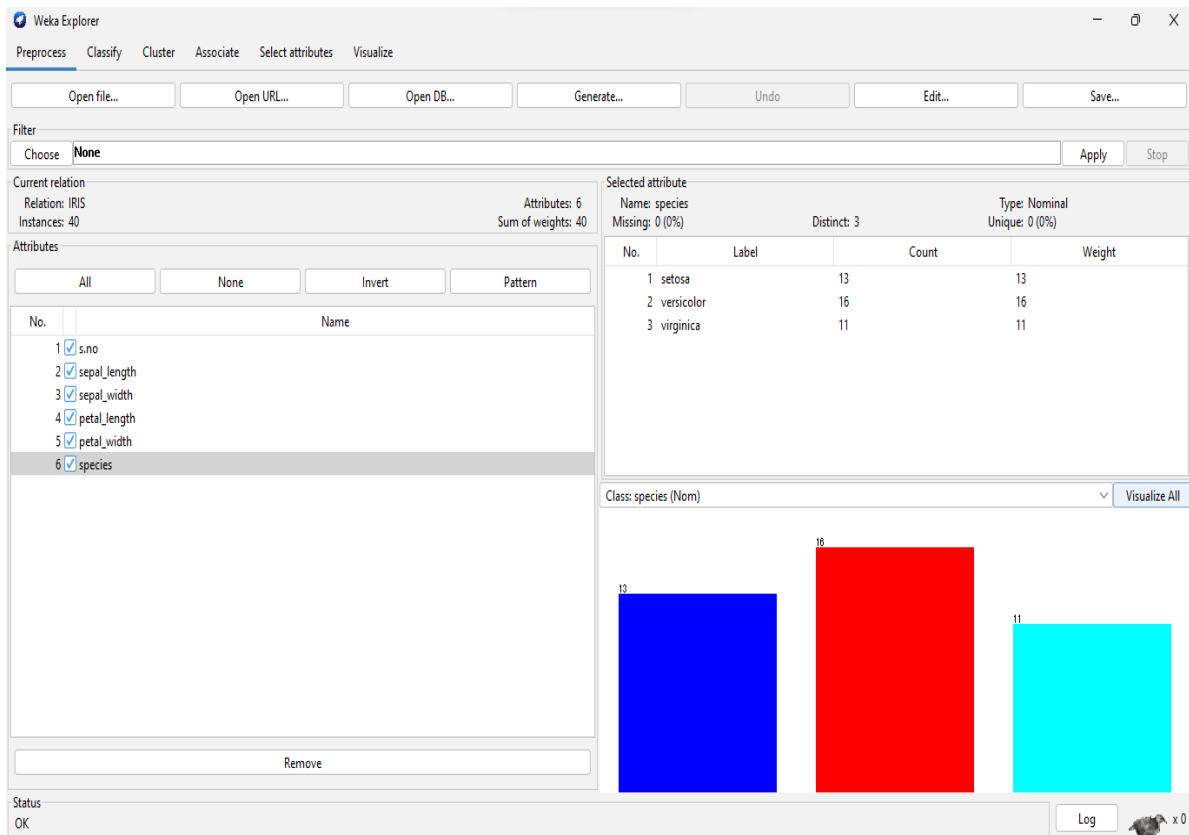 Weka Explorer
Preprocess Classify Cluster Associate Select attributes Visualize
Open file... Open URL... Open DB... Generate... Undo Edit... Save...
Filter
Choose None Apply Stop
Current relation
Relation: IRIS Attributes: 6
Instances: 40 Sum of weights: 40
Attributes
All None Invert Pattern
No. Name
1 s.no
2 sepal_length
3 sepal_width
4 petal_length
5 petal_width
6 species
Remove
Selected attribute
Name: species Type: Nominal
Missing: 0 (0%) Distinct: 3 Unique: 0 (0%)
No. Label Count Weight
1 setosa 13 13
2 versicolor 16 16
3 virginica 11 11
Class: species (Nom) Visualize All
13
16
11
Status
OK
Log x 0